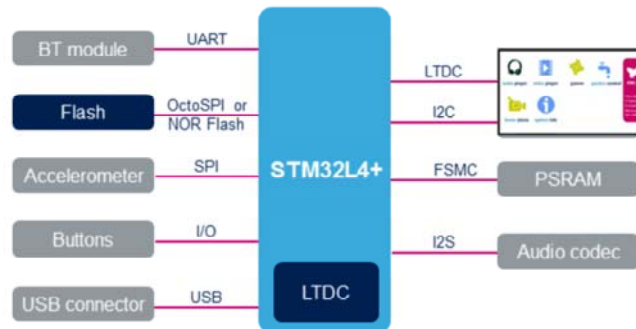 BT module
UART
Flash
OctoSPI or
NOR Flash
Accelerometer
SPI
Buttons
I/O
USB connector
USB
STM32L4+
LTDC
LTDC
I2C
FSMC
PSRAM
I2S
Audio codec